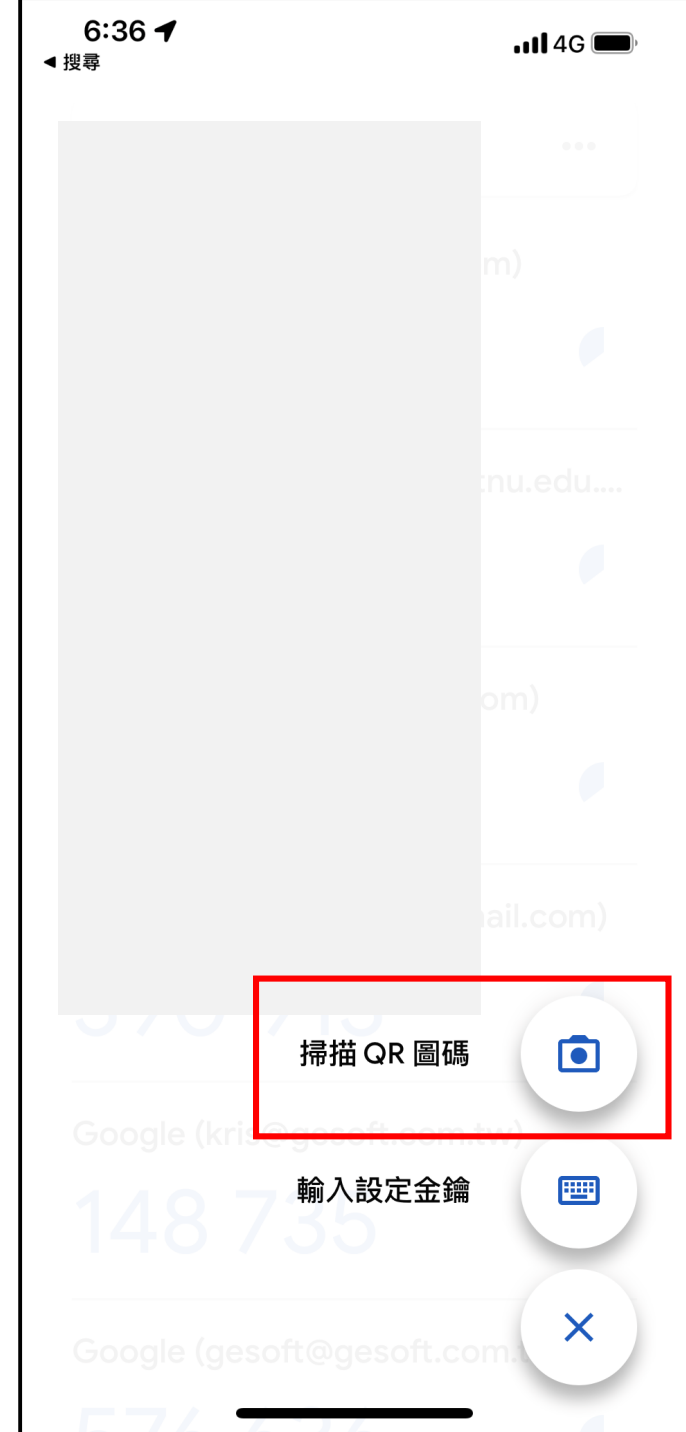 6:36
4G
◀ 搜尋
...
m)
tnu.edu....
om)
ail.com)
掃描 QR 圖碼
Google (kris@gesoft.com.tw)
輸入設定金鑰
148 735
Google (gesoft@gesoft.com.t